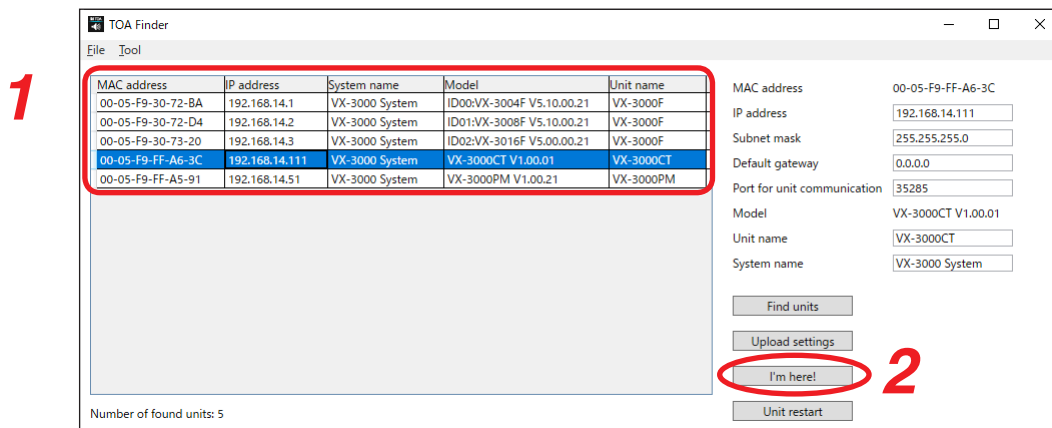 TOA Finder
File Tool
1
MAC address IP address System name Model Unit name
00-05-F9-30-72-BA 192.168.14.1 VX-3000 System ID00:VX-3004F V5.10.00.21 VX-3000F
00-05-F9-30-72-D4 192.168.14.2 VX-3000 System ID01:VX-3008F V5.10.00.21 VX-3000F
00-05-F9-30-73-20 192.168.14.3 VX-3000 System ID02:VX-3016F V5.00.00.21 VX-3000F
00-05-F9-FF-A6-3C 192.168.14.111 VX-3000 System VX-3000CT V1.00.01 VX-3000CT
00-05-F9-FF-A5-91 192.168.14.51 VX-3000 System VX-3000PM V1.00.21 VX-3000PM
Number of found units: 5
MAC address 00-05-F9-FF-A6-3C
IP address 192.168.14.111
Subnet mask 255.255.255.0
Default gateway 0.0.0.0
Port for unit communication 35285
Model VX-3000CT V1.00.01
Unit name VX-3000CT
System name VX-3000 System
Find units
Upload settings
I'm here!
2
Unit restart